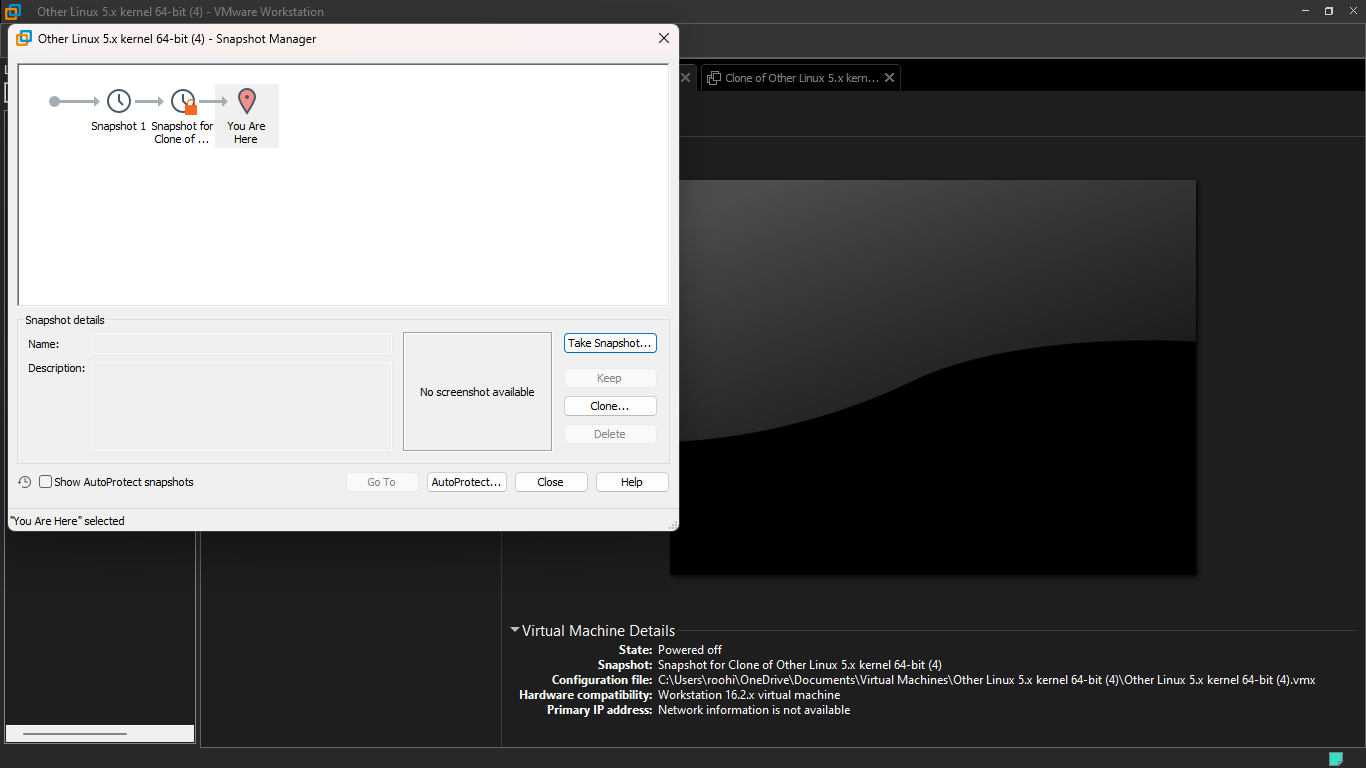 Other Linux 5.x kernel 64-bit (4) - VMware Workstation
Other Linux 5.x kernel 64-bit (4) - Snapshot Manager
Clone of Other Linux 5.x kern...
Snapshot 1
Snapshot for
Clone of ...
You Are
Here
Snapshot details
Name:
Description:
No screenshot available
Take Snapshot...
Keep
Clone...
Delete
Show AutoProtect snapshots
Go To
AutoProtect...
Close
Help
"You Are Here" selected
Virtual Machine Details
State: Powered off
Snapshot: Snapshot for Clone of Other Linux 5.x kernel 64-bit (4)
Configuration file: C:\Users\roohi\OneDrive\Documents\Virtual Machines\Other Linux 5.x kernel 64-bit (4)\Other Linux 5.x kernel 64-bit (4).vmx
Hardware compatibility: Workstation 16.2.x virtual machine
Primary IP address: Network information is not available